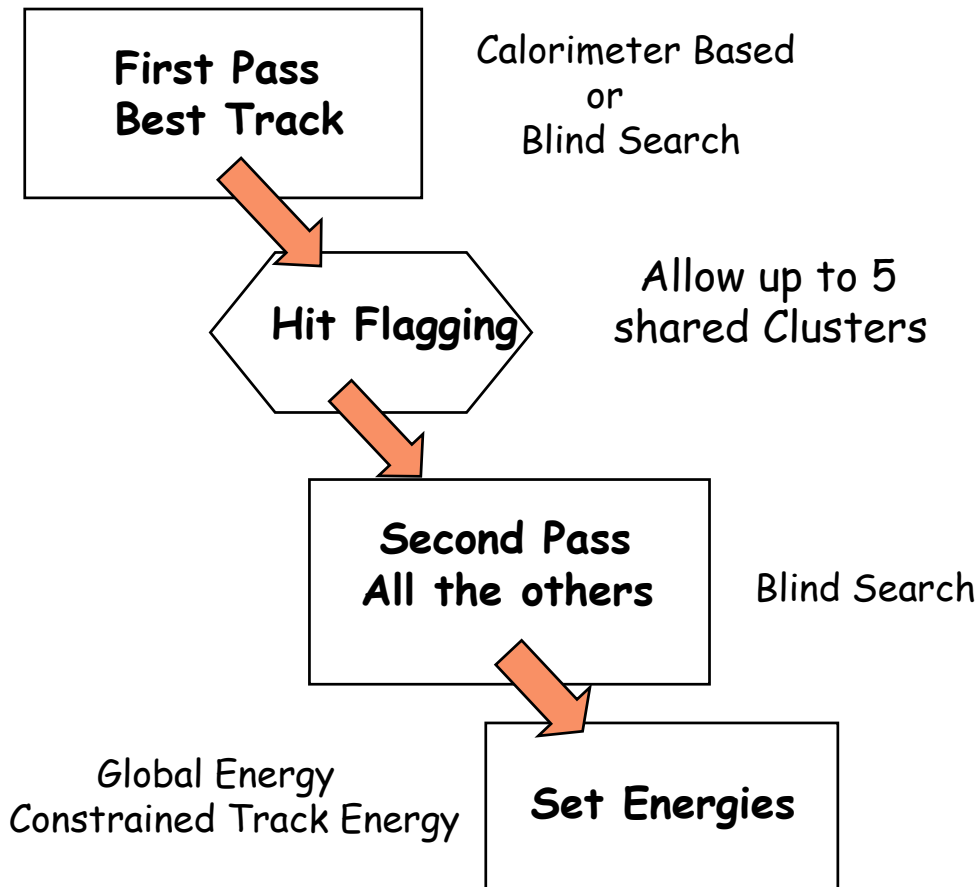 First Pass
Best Track
Calorimeter Based
or
Blind Search
Hit Flagging
Allow up to 5
shared Clusters
Second Pass
All the others
Blind Search
Global Energy
Constrained Track Energy
Set Energies